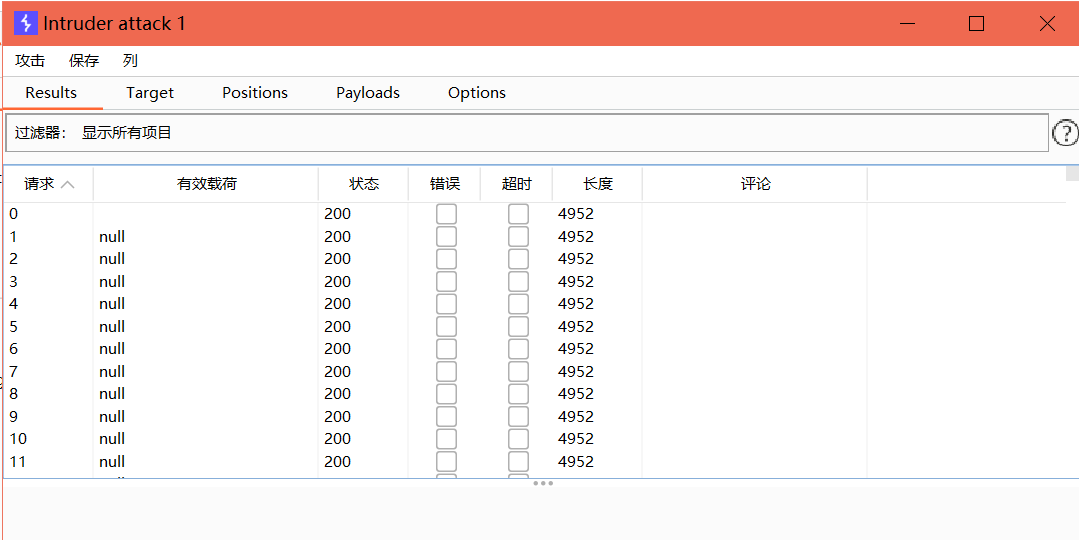 Intruder attack 1
攻击 保存 列
Results Target Positions Payloads Options
过滤器： 显示所有项目 ?
请求 有效载荷 状态 错误 超时 长度 评论
0 200 4952
1 null 200 4952
2 null 200 4952
3 null 200 4952
4 null 200 4952
5 null 200 4952
6 null 200 4952
7 null 200 4952
8 null 200 4952
9 null 200 4952
10 null 200 4952
11 null 200 4952